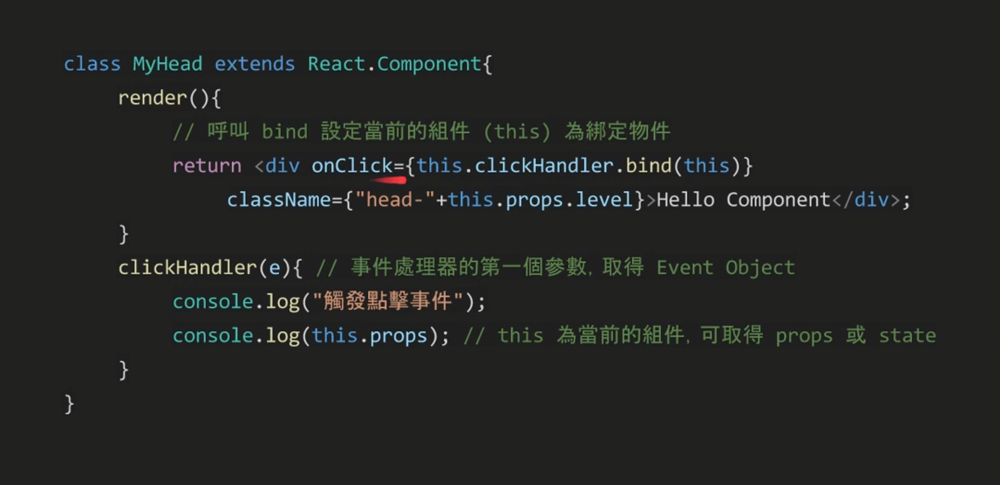 class MyHead extends React.Component{
render(){
// 呼叫 bind 設定當前的組件 (this) 為綁定物件
return <div onClick={this.clickHandler.bind(this)}
className={"head-"+this.props.level}>Hello Component</div>;
}
clickHandler(e){ // 事件處理器的第一個參數, 取得 Event Object
console.log("觸發點擊事件");
console.log(this.props); // this 為當前的組件, 可取得 props 或 state
}
}